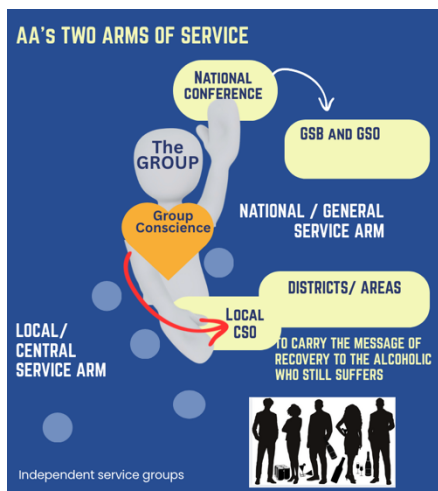 AA's TWO ARMS OF SERVICE
NATIONAL
CONFERENCE
GSB AND GSO
The
GROUP
Group
Conscience
NATIONAL / GENERAL
SERVICE ARM
DISTRICTS/ AREAS
LOCAL
CSO
LOCAL/
CENTRAL
SERVICE ARM
TO CARRY THE MESSAGE OF
RECOVERY TO THE ALCOHOLIC
WHO STILL SUFFERS
Independent service groups